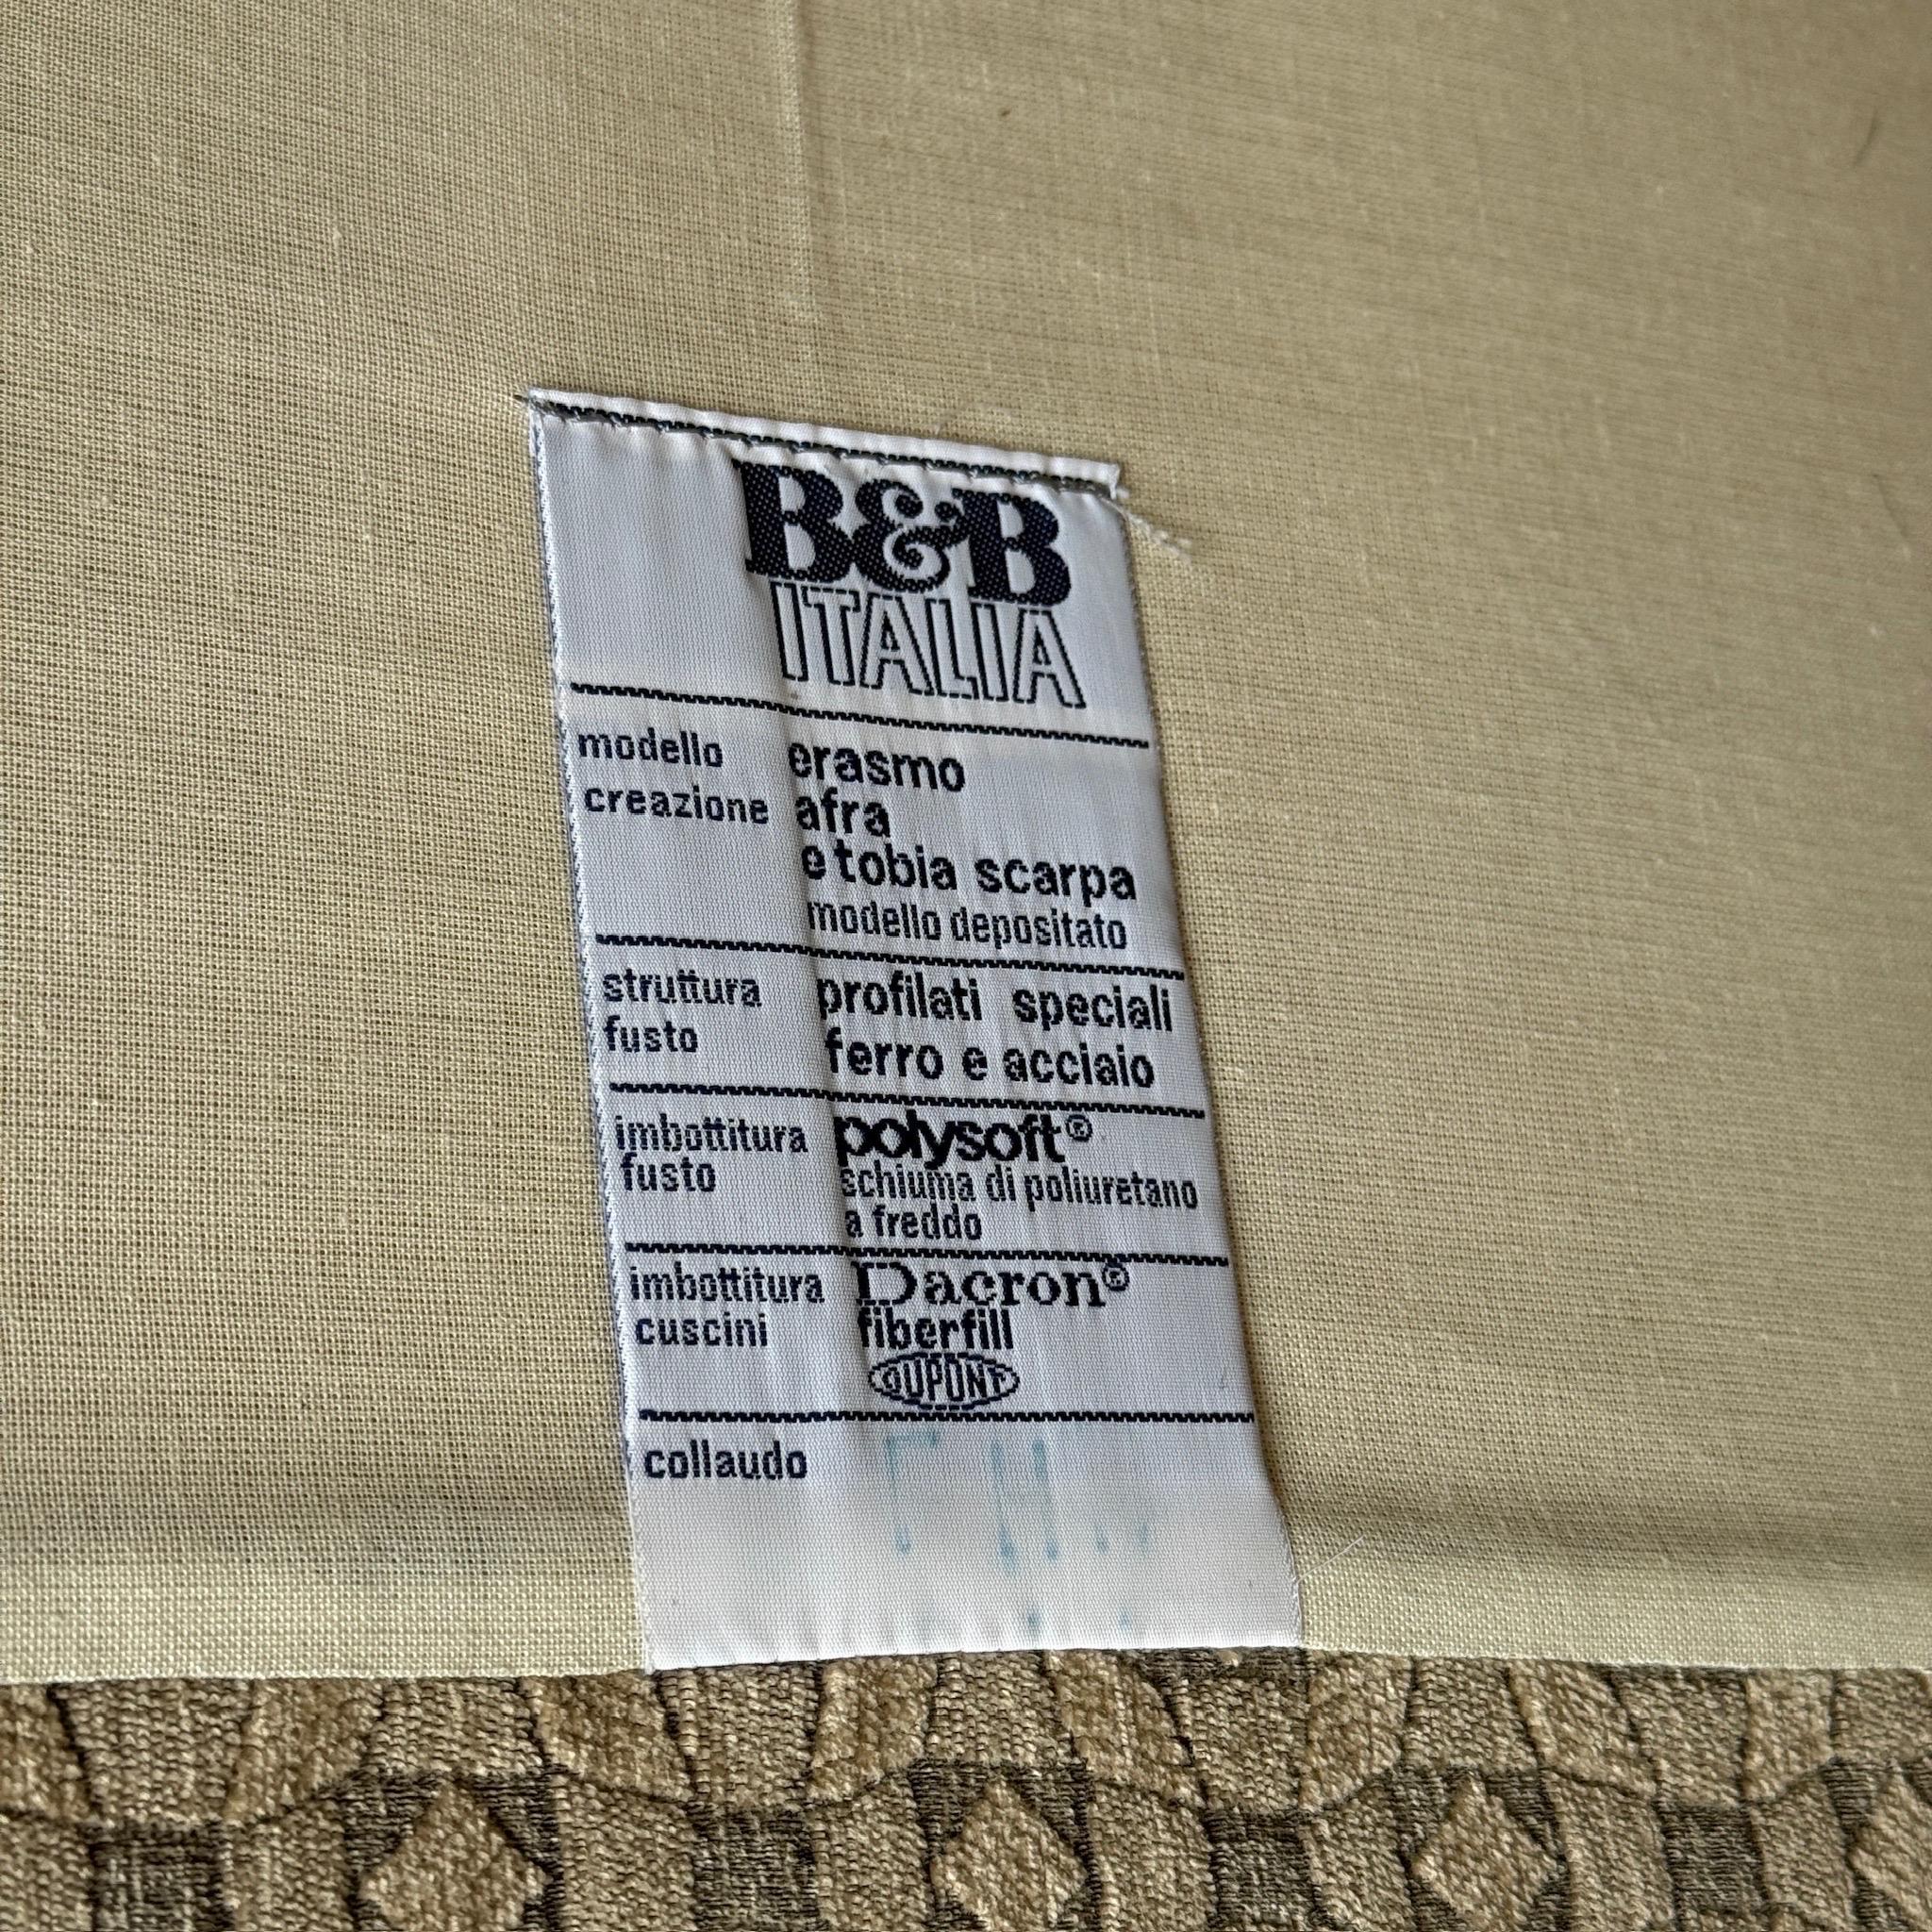 B&B
ITALIA
modello erasmo
creazione afra
e tobia scarpa
modello depositato
struttura profilati speciali
fusto ferro e acciaio
imbottitura polysoft®
fusto schiuma di poliuretano
a freddo
imbottitura Dacron®
cuscini fiberfill
DUPONT
collaudo